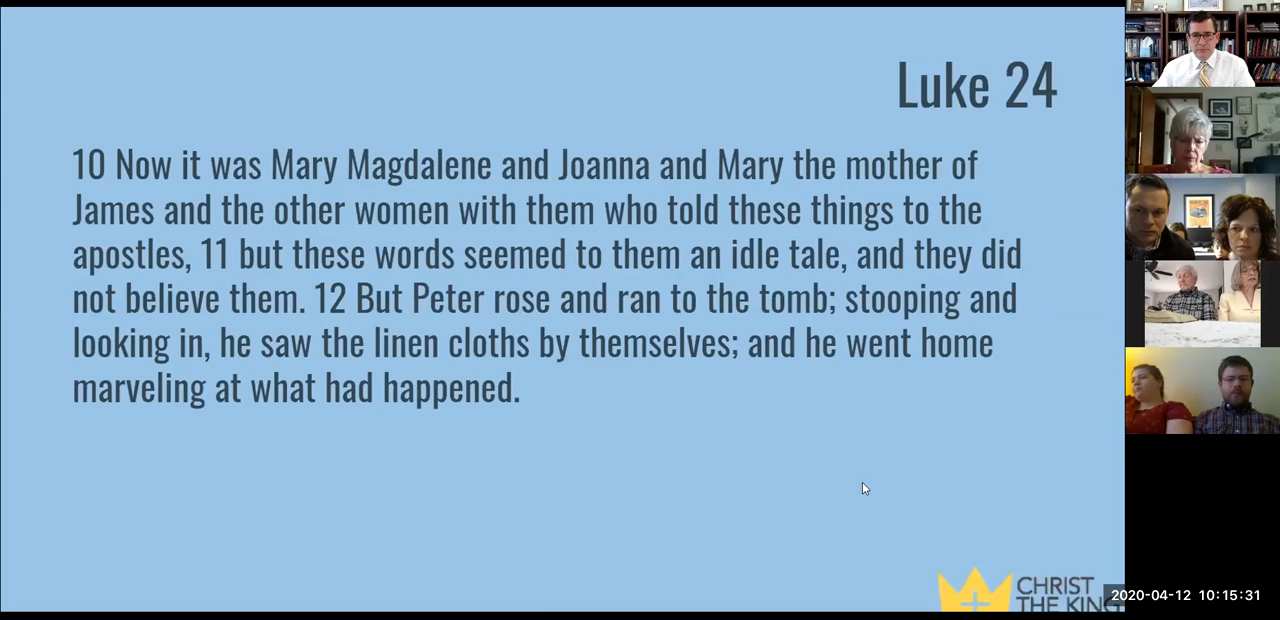 Luke 24
10 Now it was Mary Magdalene and Joanna and Mary the mother of
James and the other women with them who told these things to the
apostles, 11 but these words seemed to them an idle tale, and they did
not believe them. 12 But Peter rose and ran to the tomb; stooping and
looking in, he saw the linen cloths by themselves; and he went home
marveling at what had happened.
CHRIST
THE KING
2020-04-12 10:15:31